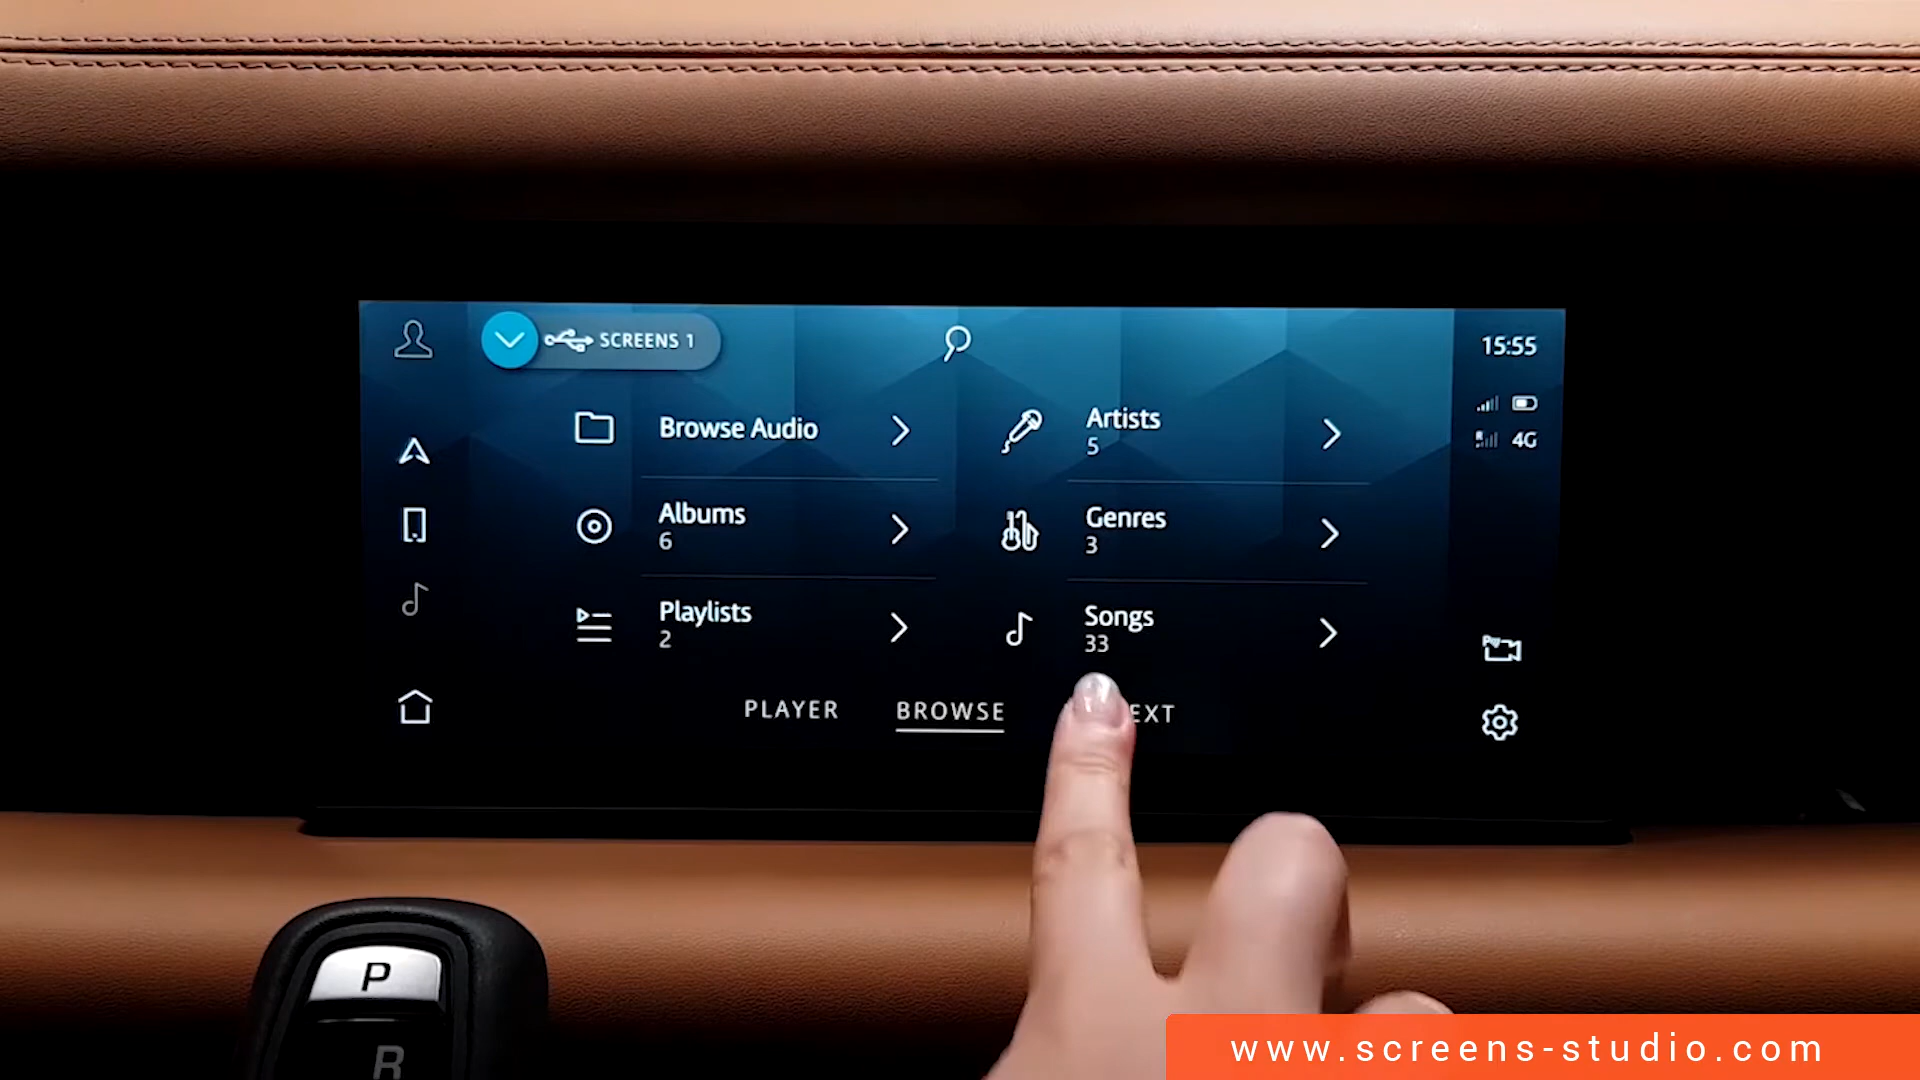 SCREENS 1
15:55
4G
Browse Audio
Artists
5
Albums
6
Genres
3
Playlists
2
Songs
33
PLAYER
BROWSE
EXT
P
R
www.screens-studio.com